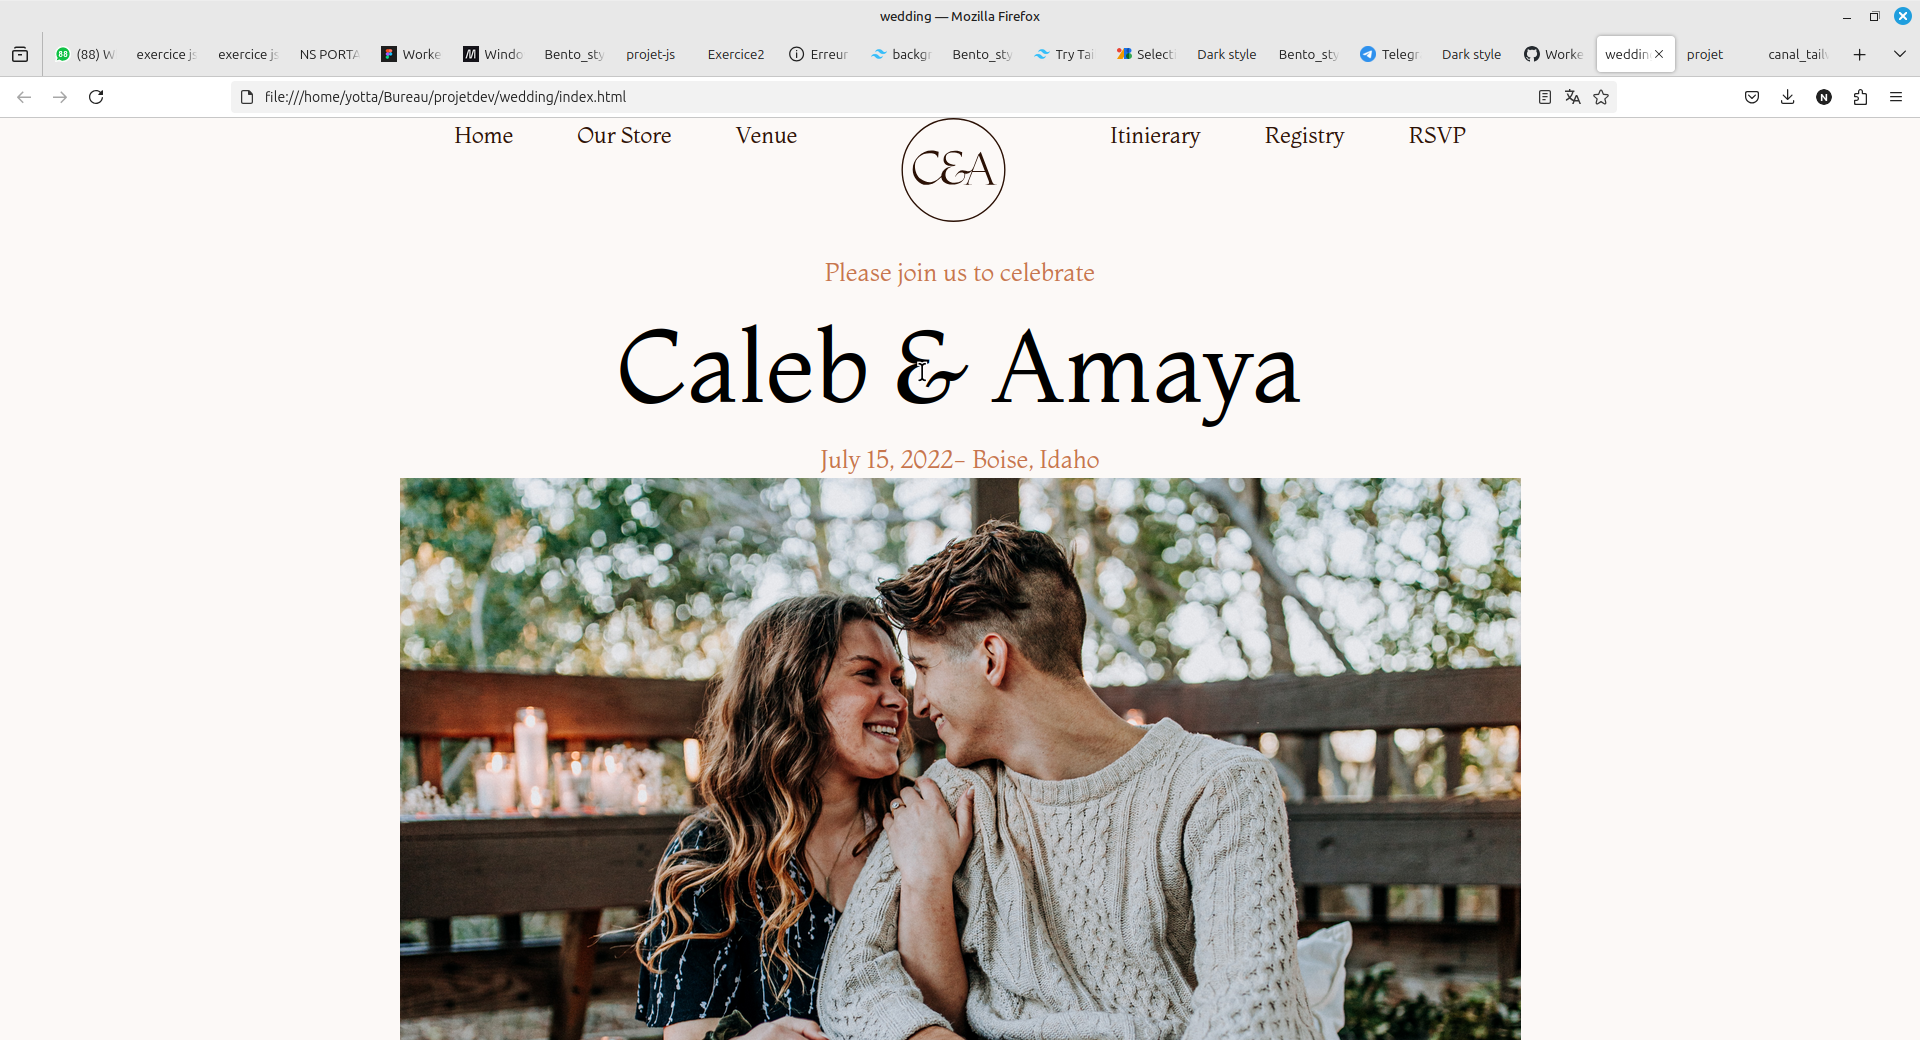 wedding — Mozilla Firefox
(88) W exercice js exercice js NS PORTA Worke Windo Bento_sty projet-js Exercice2 Erreur backgr Bento_sty Try Tai Selecti Dark style Bento_sty Telegr Dark style Worke weddin projet canal_tail
file:///home/yotta/Bureau/projetdev/wedding/index.html
Home Our Store Venue C&A Itinierary Registry RSVP
Please join us to celebrate
Caleb & Amaya
July 15, 2022– Boise, Idaho